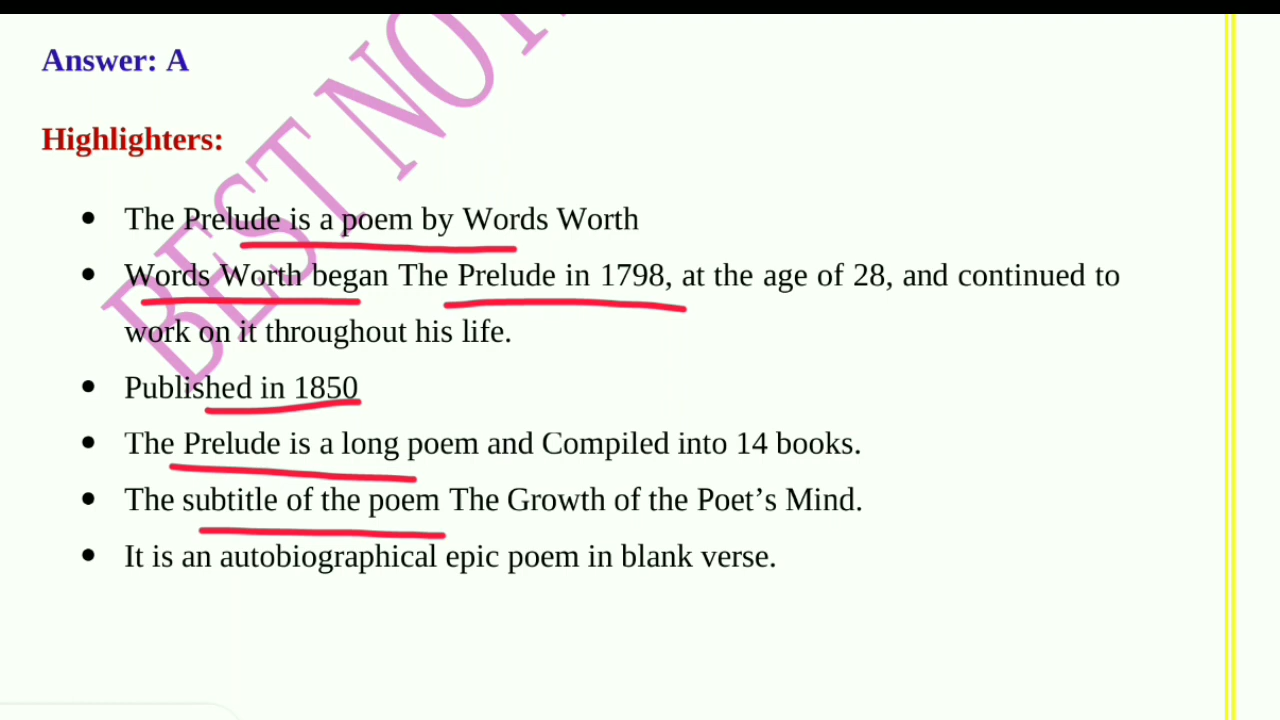 Answer: A
Highlighters:
• The Prelude is a poem by Words Worth
• Words Worth began The Prelude in 1798, at the age of 28, and continued to
work on it throughout his life.
• Published in 1850
• The Prelude is a long poem and Compiled into 14 books.
• The subtitle of the poem The Growth of the Poet’s Mind.
• It is an autobiographical epic poem in blank verse.
BEST NO